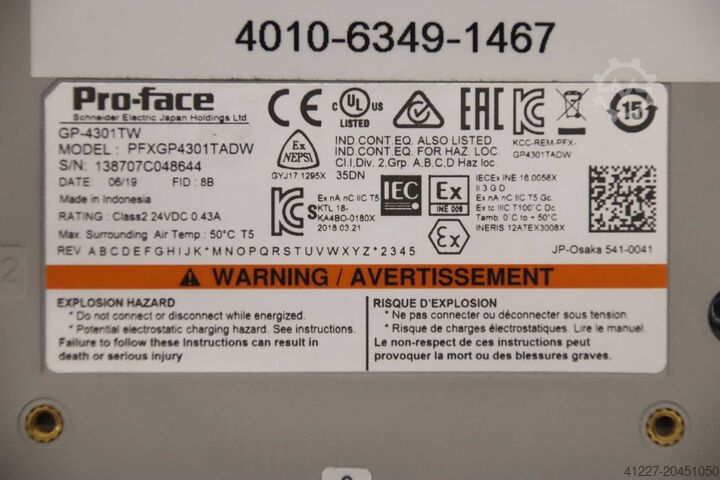 4010-6349-1467
Pro-face
Schneider Electric Japan Holdings Ltd
GP-4301TW
MODEL : PFXGP4301TADW
S/N: 138707C048644
DATE: 06/19 FID : 8B
Made in Indonesia
RATING : Class2 24VDC 0.43A
Max. Surrounding Air Temp.: 50°C T5
REV A B C D E F G H I J K * M N O P Q R S T U V W X Y Z * 2 3 4 5
CE
C UL US
LISTED
EAC
KC
15
Ex
NEPSI
GYJ17 1295X
IND.CONT.EQ. ALSO LISTED
IND.CONT.EQ. FOR HAZ. LOC.
Cl.I,Div. 2.Grp. A,B,C,D Haz loc.
35DN
KCC-REM-PFX-
GP4301TADW
KCs
Ex nA nC IIC T5
KTL 18-
KA4BO-0180X
2018.03.21
IEC
Ex
INE 009
Ex
IECEx INE 16.0058X
II 3 G D
Ex nA nC IIC T5 Gc
Ex tc IIIC T100°C Dc
Tamb: 0°C to + 50°C
INERIS 12ATEX3008X
JP-Osaka 541-0041
WARNING / AVERTISSEMENT
EXPLOSION HAZARD
* Do not connect or disconnect while energized.
* Potential electrostatic charging hazard. See instructions.
Failure to follow these Instructions can result in
death or serious injury
RISQUE D'EXPLOSION
* Ne pas connecter ou déconnecter sous tension.
* Risque de charges électrostatiques. Lire le manuel.
Le non-respect de ces instructions peut
provoquer la mort ou des blessures graves.
2
41227-20451050